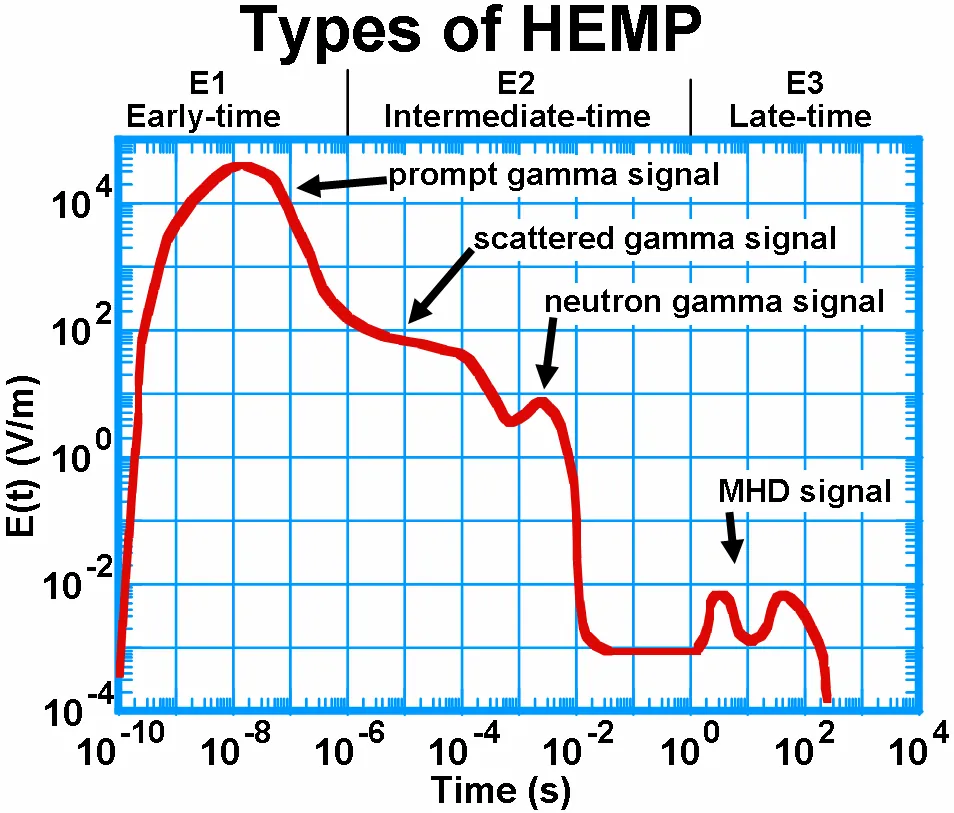 Types of HEMP
E1
Early-time
E2
Intermediate-time
E3
Late-time
prompt gamma signal
scattered gamma signal
neutron gamma signal
MHD signal
E(t) (V/m)
10^4
10^2
10^0
10^-2
10^-4
10^-10
10^-8
10^-6
10^-4
10^-2
10^0
10^2
10^4
Time (s)